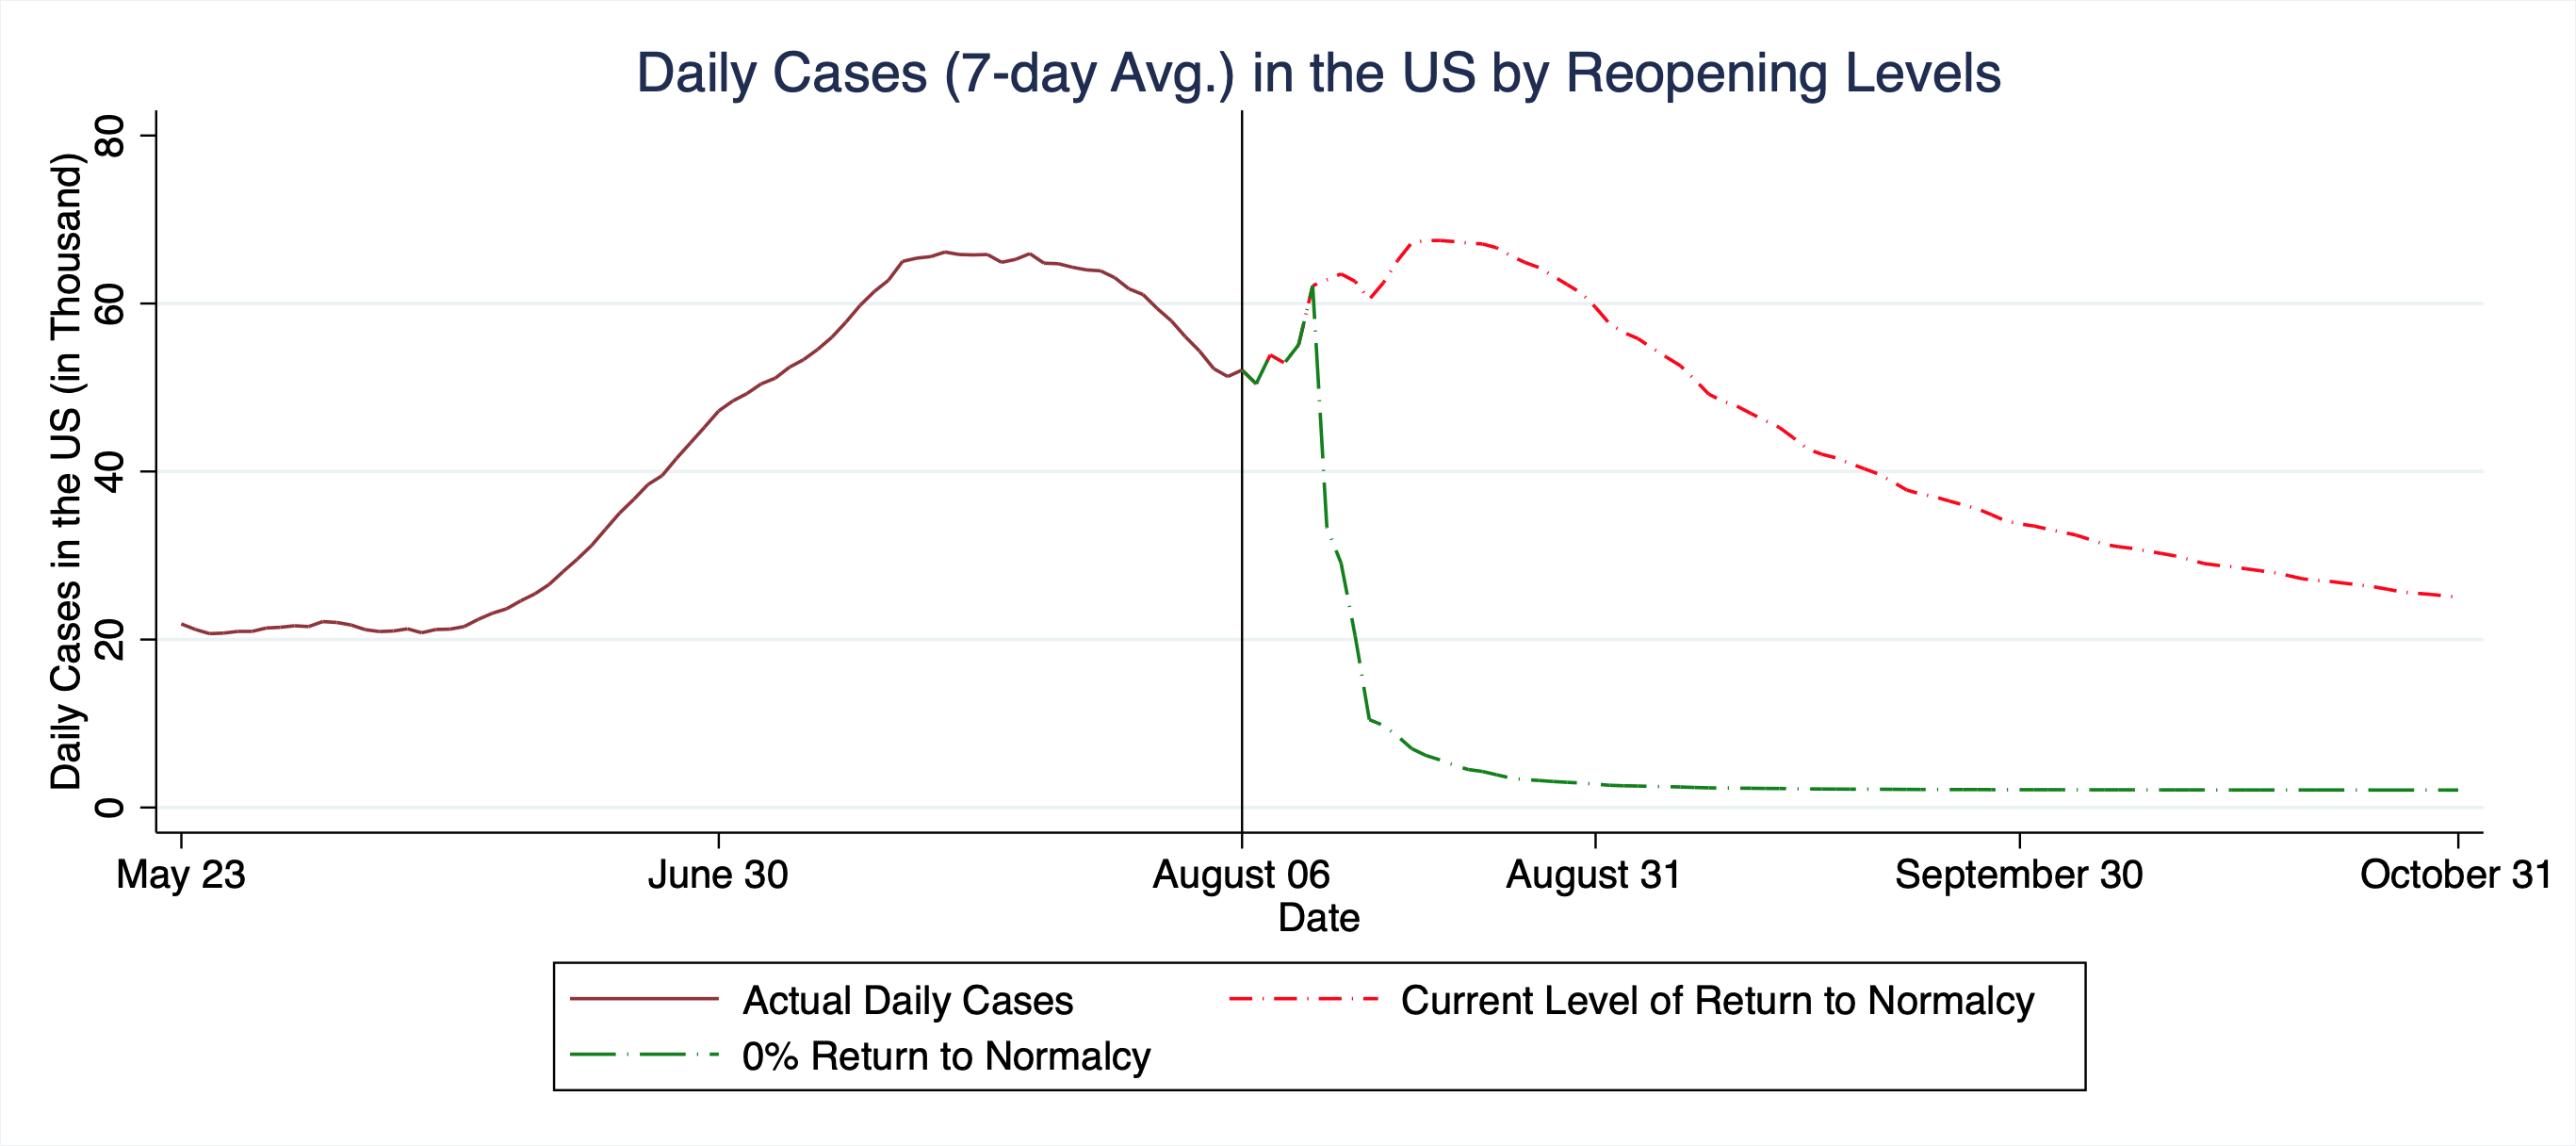 Daily Cases (7-day Avg.) in the US by Reopening Levels
Daily Cases in the US (in Thousand)
80
60
40
20
0
May 23 June 30 August 06 August 31 September 30 October 31
Date
Actual Daily Cases Current Level of Return to Normalcy
0% Return to Normalcy